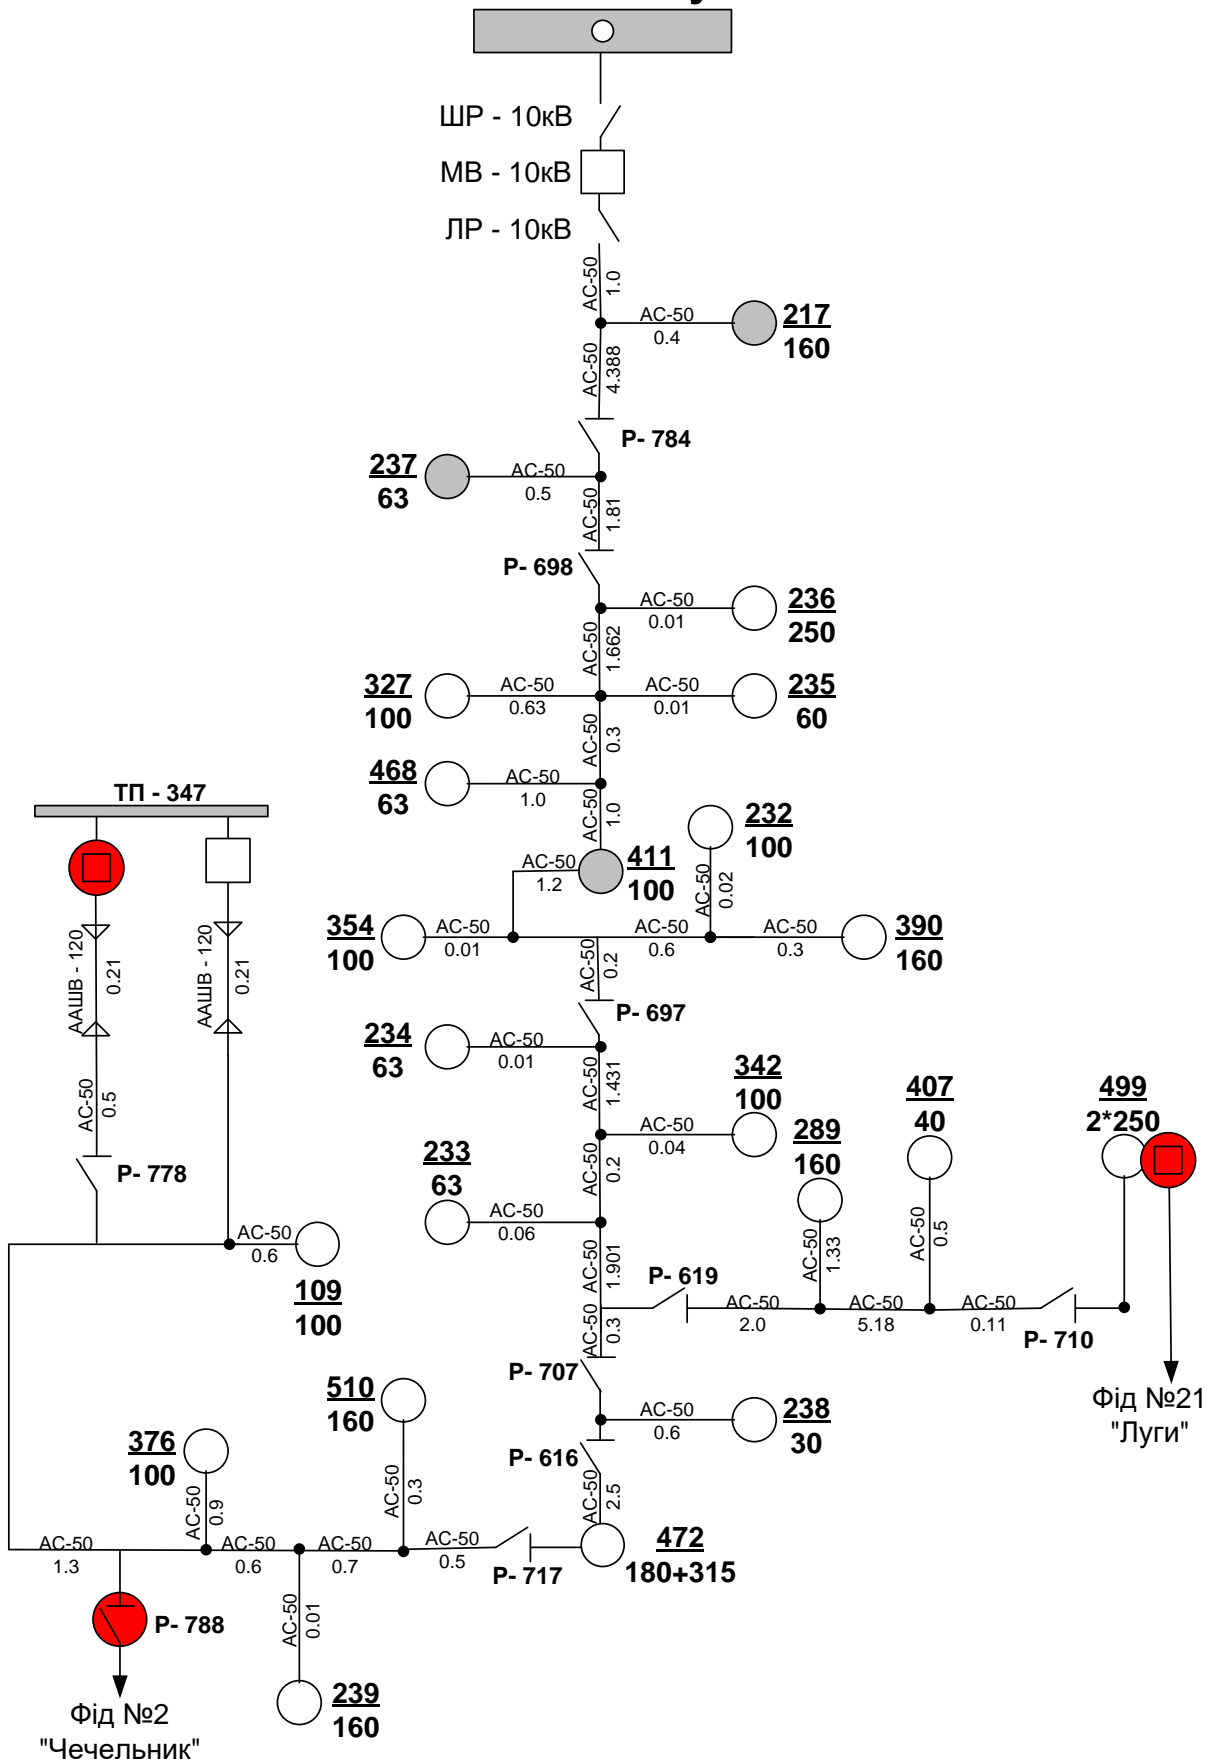 ШР - 10кВ
МВ - 10кВ
ЛР - 10кВ
АС-50
1.0
АС-50
0.4
217
160
АС-50
4.388
Р- 784
237
63
АС-50
0.5
АС-50
1.81
Р- 698
АС-50
0.01
236
250
АС-50
1.662
327
100
АС-50
0.63
АС-50
0.01
235
60
АС-50
0.3
468
63
АС-50
1.0
АС-50
1.0
232
100
ТП - 347
АС-50
1.2
411
100
АС-50
0.02
354
100
АС-50
0.01
АС-50
0.6
АС-50
0.3
390
160
ААШВ - 120
0.21
ААШВ - 120
0.21
АС-50
0.2
Р- 697
234
63
АС-50
0.01
АС-50
1.431
АС-50
0.5
342
100
АС-50
0.04
289
160
407
40
499
2*250
Р- 778
233
63
АС-50
0.06
АС-50
0.2
АС-50
1.33
АС-50
0.5
АС-50
0.6
109
100
АС-50
1.901
Р- 619
АС-50
2.0
АС-50
5.18
АС-50
0.11
Р- 710
АС-50
0.3
Р- 707
510
160
АС-50
0.6
238
30
Фід №21
"Луги"
376
100
Р- 616
АС-50
0.9
АС-50
0.3
АС-50
2.5
АС-50
1.3
АС-50
0.6
АС-50
0.7
АС-50
0.5
Р- 717
472
180+315
Р- 788
АС-50
0.01
239
160
Фід №2
"Чечельник"